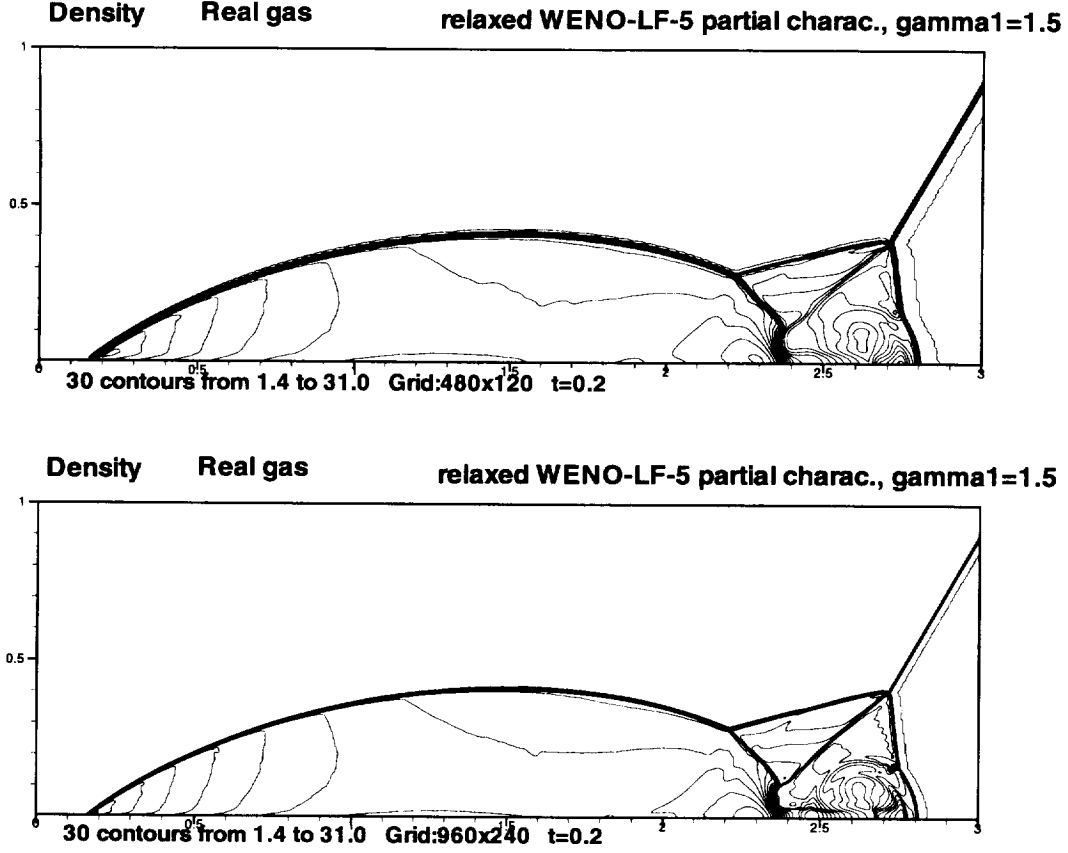 Density Real gas relaxed WENO-LF-5 partial charac., gamma1=1.5
1
0.5
0 0.5 1.5 2 2.5 3
30 contours from 1.4 to 31.0 Grid:480x120 t=0.2
Density Real gas relaxed WENO-LF-5 partial charac., gamma1=1.5
1
0.5
0 0.5 1.5 2 2.5 3
30 contours from 1.4 to 31.0 Grid:960x240 t=0.2